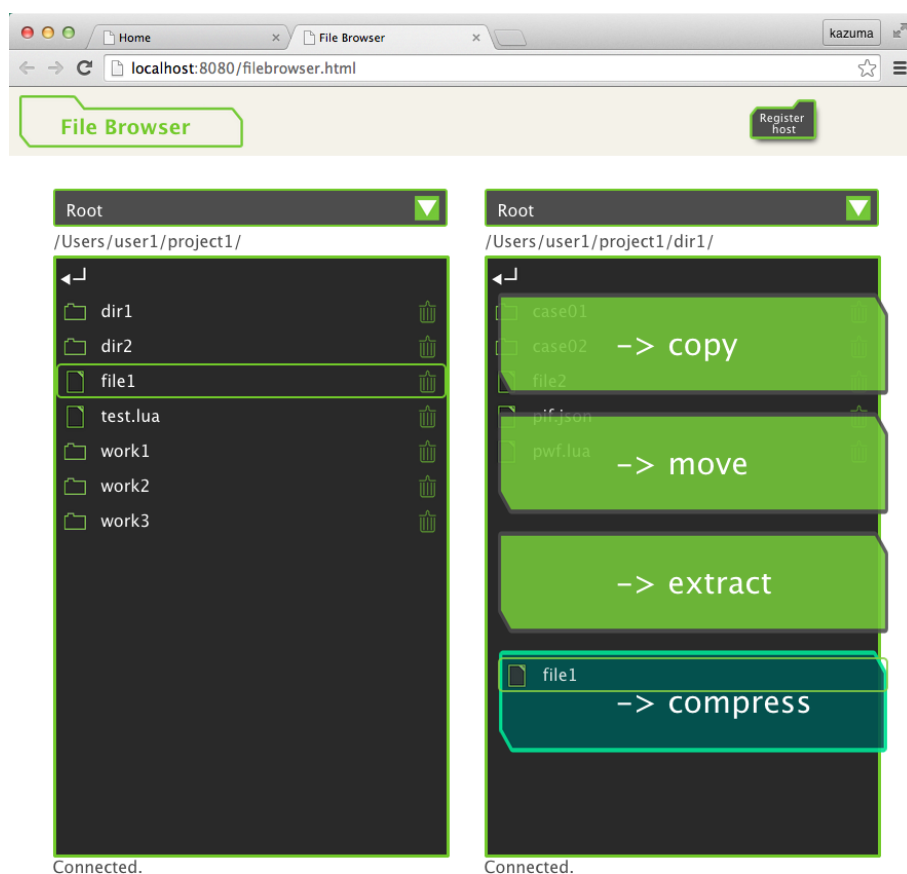 Home
File Browser
kazuma
localhost:8080/filebrowser.html
File Browser
Register
host
Root
/Users/user1/project1/
dir1
dir2
file1
test.lua
work1
work2
work3
Connected.
Root
/Users/user1/project1/dir1/
case01
case02
-> copy
file2
pif.json
pwf.lua
-> move
-> extract
file1
-> compress
Connected.